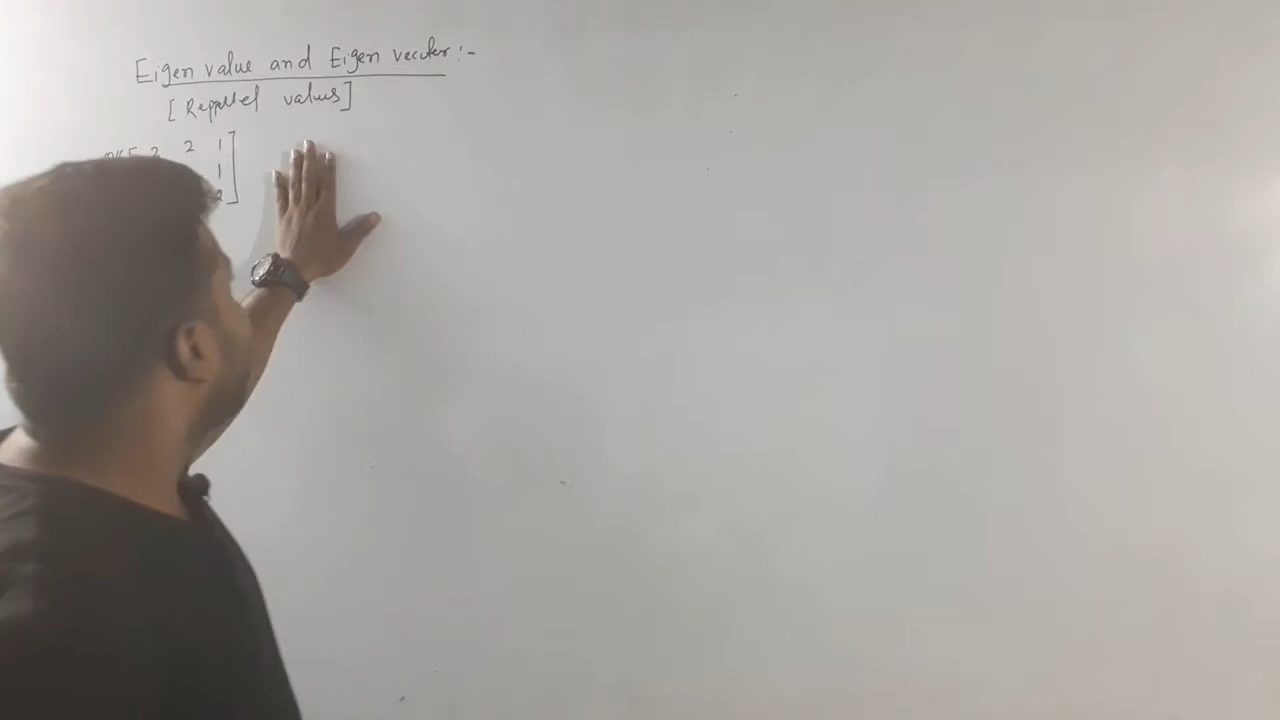 Eigen value and Eigen vector:-
[Repeated values]
2 2 1]
1
2